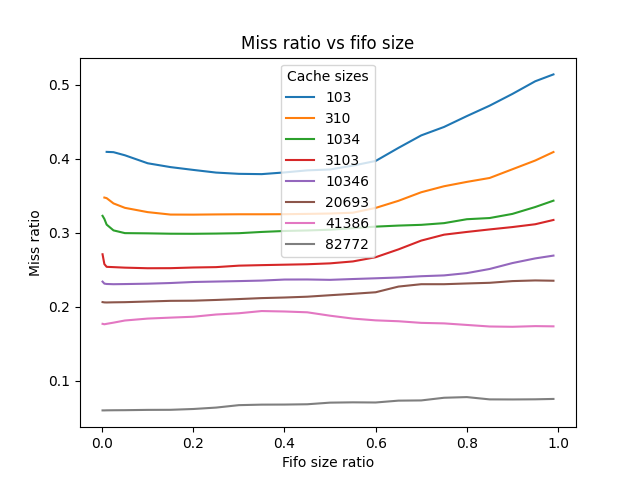 Miss ratio vs fifo size
Cache sizes
103
310
1034
3103
10346
20693
41386
82772
Miss ratio
0.5
0.4
0.3
0.2
0.1
0.0 0.2 0.4 0.6 0.8 1.0
Fifo size ratio